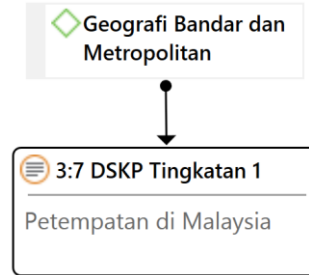 Geografi Bandar dan
Metropolitan
3:7 DSKP Tingkatan 1
Petempatan di Malaysia